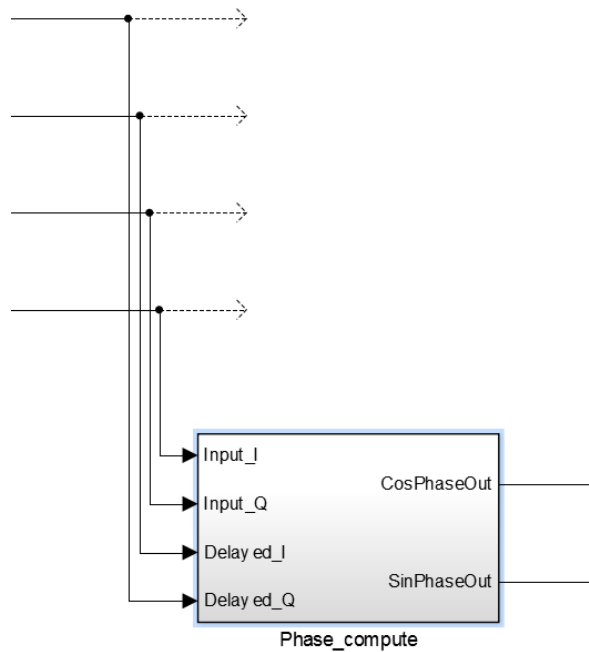 Input_I
CosPhaseOut
Input_Q
Delay ed_I
SinPhaseOut
Delay ed_Q
Phase_compute